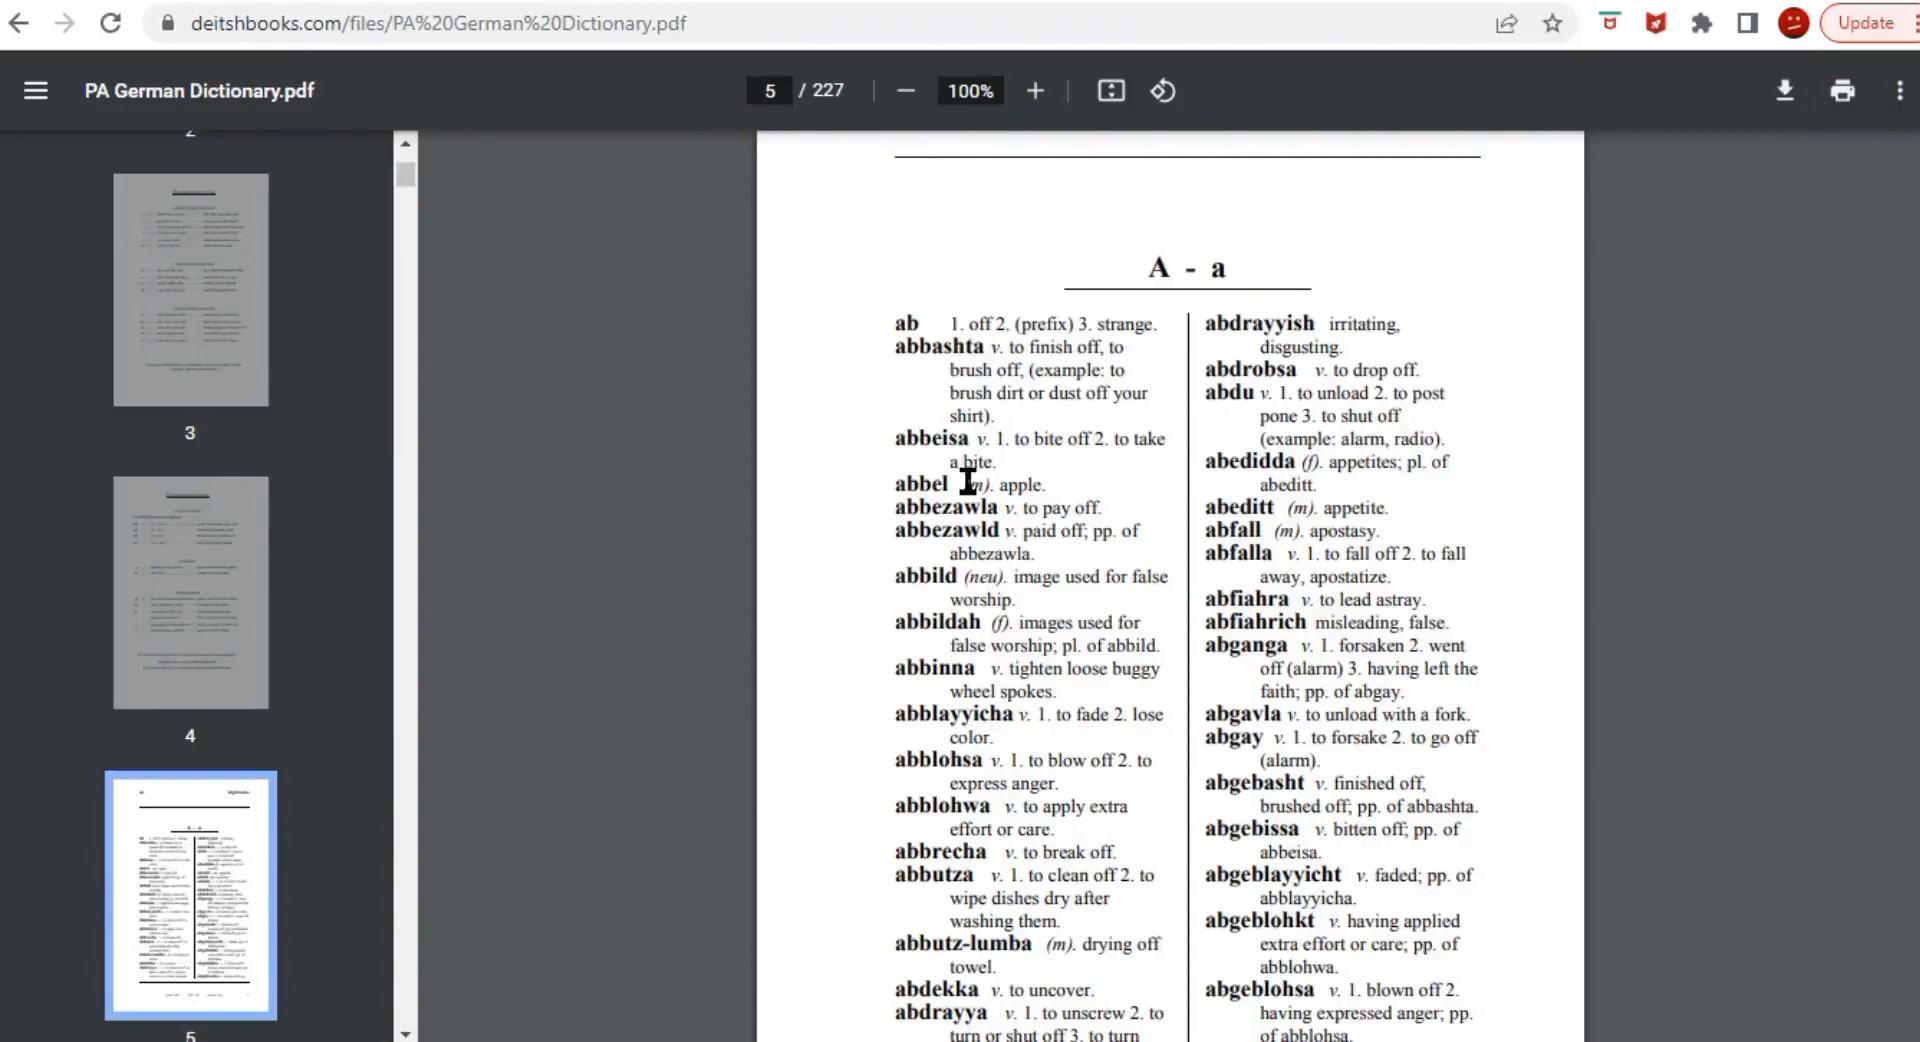 deitshbooks.com/files/PA%20German%20Dictionary.pdf
Update
PA German Dictionary.pdf
5 / 227
100%
2
3
4
5
A - a
ab 1. off 2. (prefix) 3. strange.
abbashta v. to finish off, to
brush off, (example: to
brush dirt or dust off your
shirt).
abbeisa v. 1. to bite off 2. to take
a bite.
abbel (m). apple.
abbezawla v. to pay off.
abbezawld v. paid off; pp. of
abbezawla.
abbild (neu). image used for false
worship.
abbildah (f). images used for
false worship; pl. of abbild.
abbinna v. tighten loose buggy
wheel spokes.
abblayyicha v. 1. to fade 2. lose
color.
abblohsa v. 1. to blow off 2. to
express anger.
abblohwa v. to apply extra
effort or care.
abbrecha v. to break off.
abbutza v. 1. to clean off 2. to
wipe dishes dry after
washing them.
abbutz-lumba (m). drying off
towel.
abdekka v. to uncover.
abdrayya v. 1. to unscrew 2. to
turn or shut off 3. to turn
abdrayyish irritating,
disgusting.
abdrobsa v. to drop off.
abdu v. 1. to unload 2. to post
pone 3. to shut off
(example: alarm, radio).
abedidda (f). appetites; pl. of
abeditt.
abeditt (m). appetite.
abfall (m). apostasy.
abfalla v. 1. to fall off 2. to fall
away, apostatize.
abfiahra v. to lead astray.
abfiahrich misleading, false.
abganga v. 1. forsaken 2. went
off (alarm) 3. having left the
faith; pp. of abgay.
abgavla v. to unload with a fork.
abgay v. 1. to forsake 2. to go off
(alarm).
abgebasht v. finished off,
brushed off; pp. of abbashta.
abgebissa v. bitten off; pp. of
abbeisa.
abgeblayyicht v. faded; pp. of
abblayyicha.
abgeblohkt v. having applied
extra effort or care; pp. of
abblohwa.
abgeblohsa v. 1. blown off 2.
having expressed anger; pp.
of abblohsa.